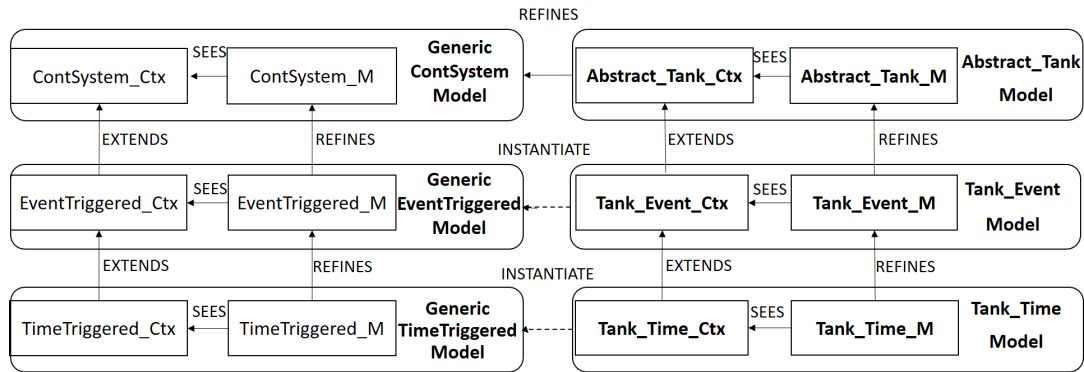 REFINES
ContSystem_Ctx
SEES
ContSystem_M
Generic
ContSystem
Model
Abstract_Tank_Ctx
SEES
Abstract_Tank_M
Abstract_Tank
Model
EXTENDS
REFINES
INSTANTIATE
EXTENDS
REFINES
EventTriggered_Ctx
SEES
EventTriggered_M
Generic
EventTriggered
Model
Tank_Event_Ctx
SEES
Tank_Event_M
Tank_Event
Model
EXTENDS
REFINES
INSTANTIATE
EXTENDS
REFINES
TimeTriggered_Ctx
SEES
TimeTriggered_M
Generic
TimeTriggered
Model
Tank_Time_Ctx
SEES
Tank_Time_M
Tank_Time
Model